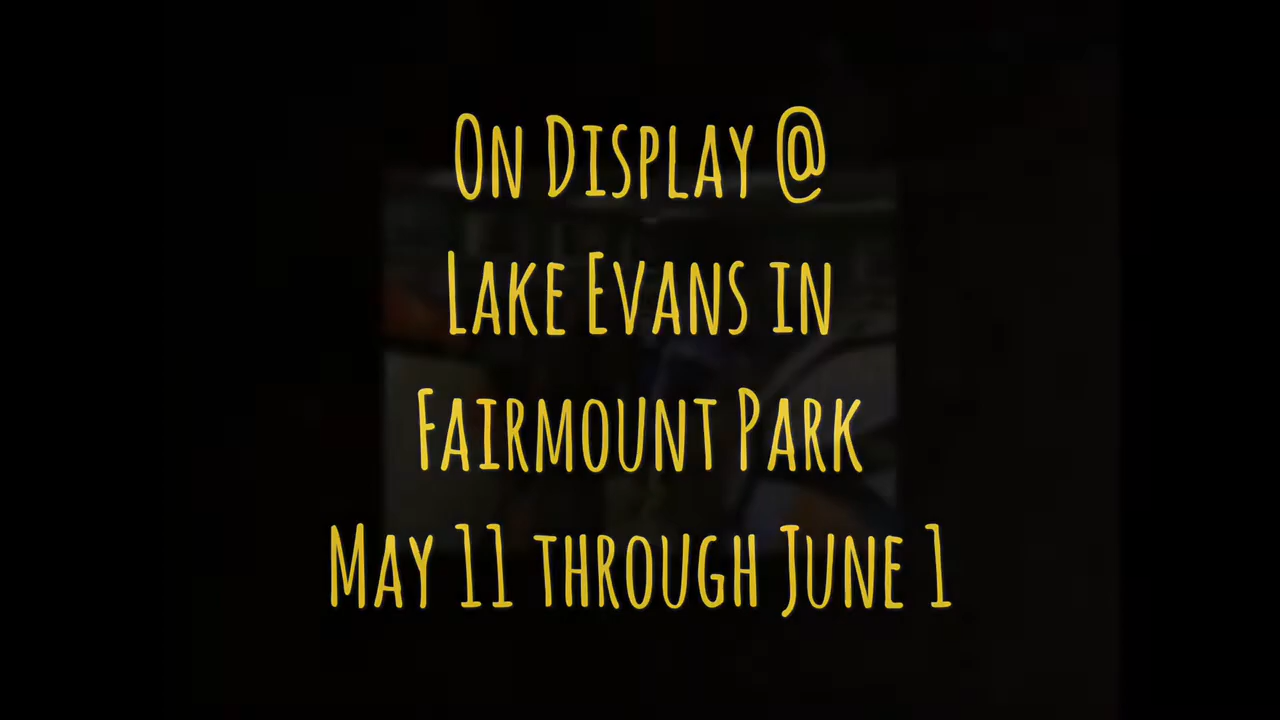 On Display @
Lake Evans in
Fairmount Park
May 11 through June 1